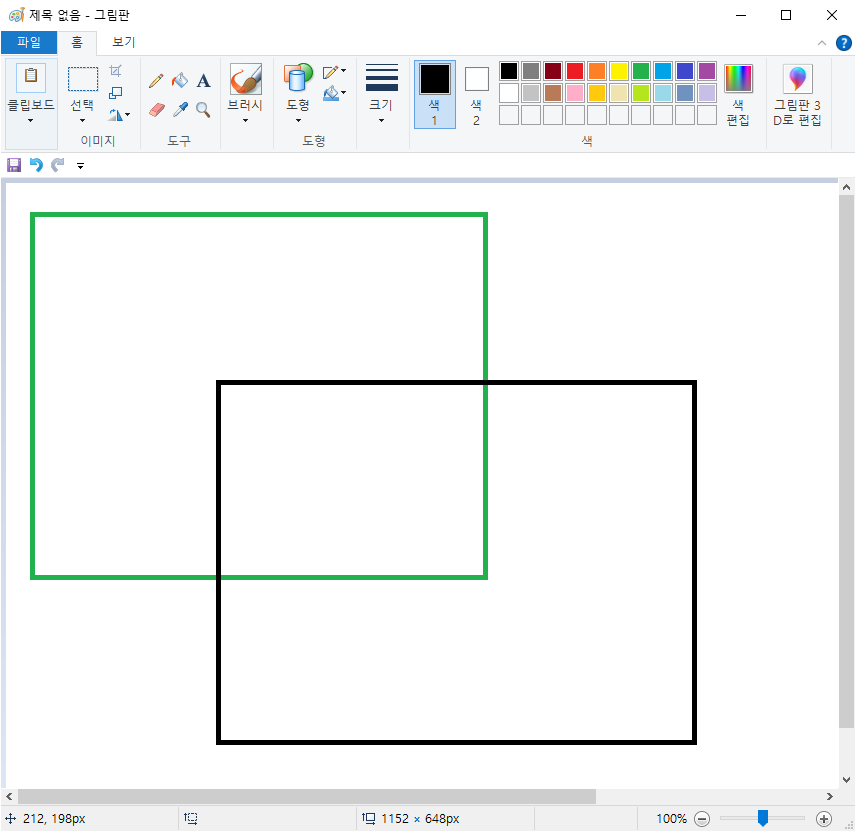 제목 없음 - 그림판
파일 홈 보기
클립보드
선택
이미지
A
도구
브러시
도형
도형
크기
색
1
색
2
색
편집
색
그림판 3
D로 편집
212, 198px
1152 × 648px
100%